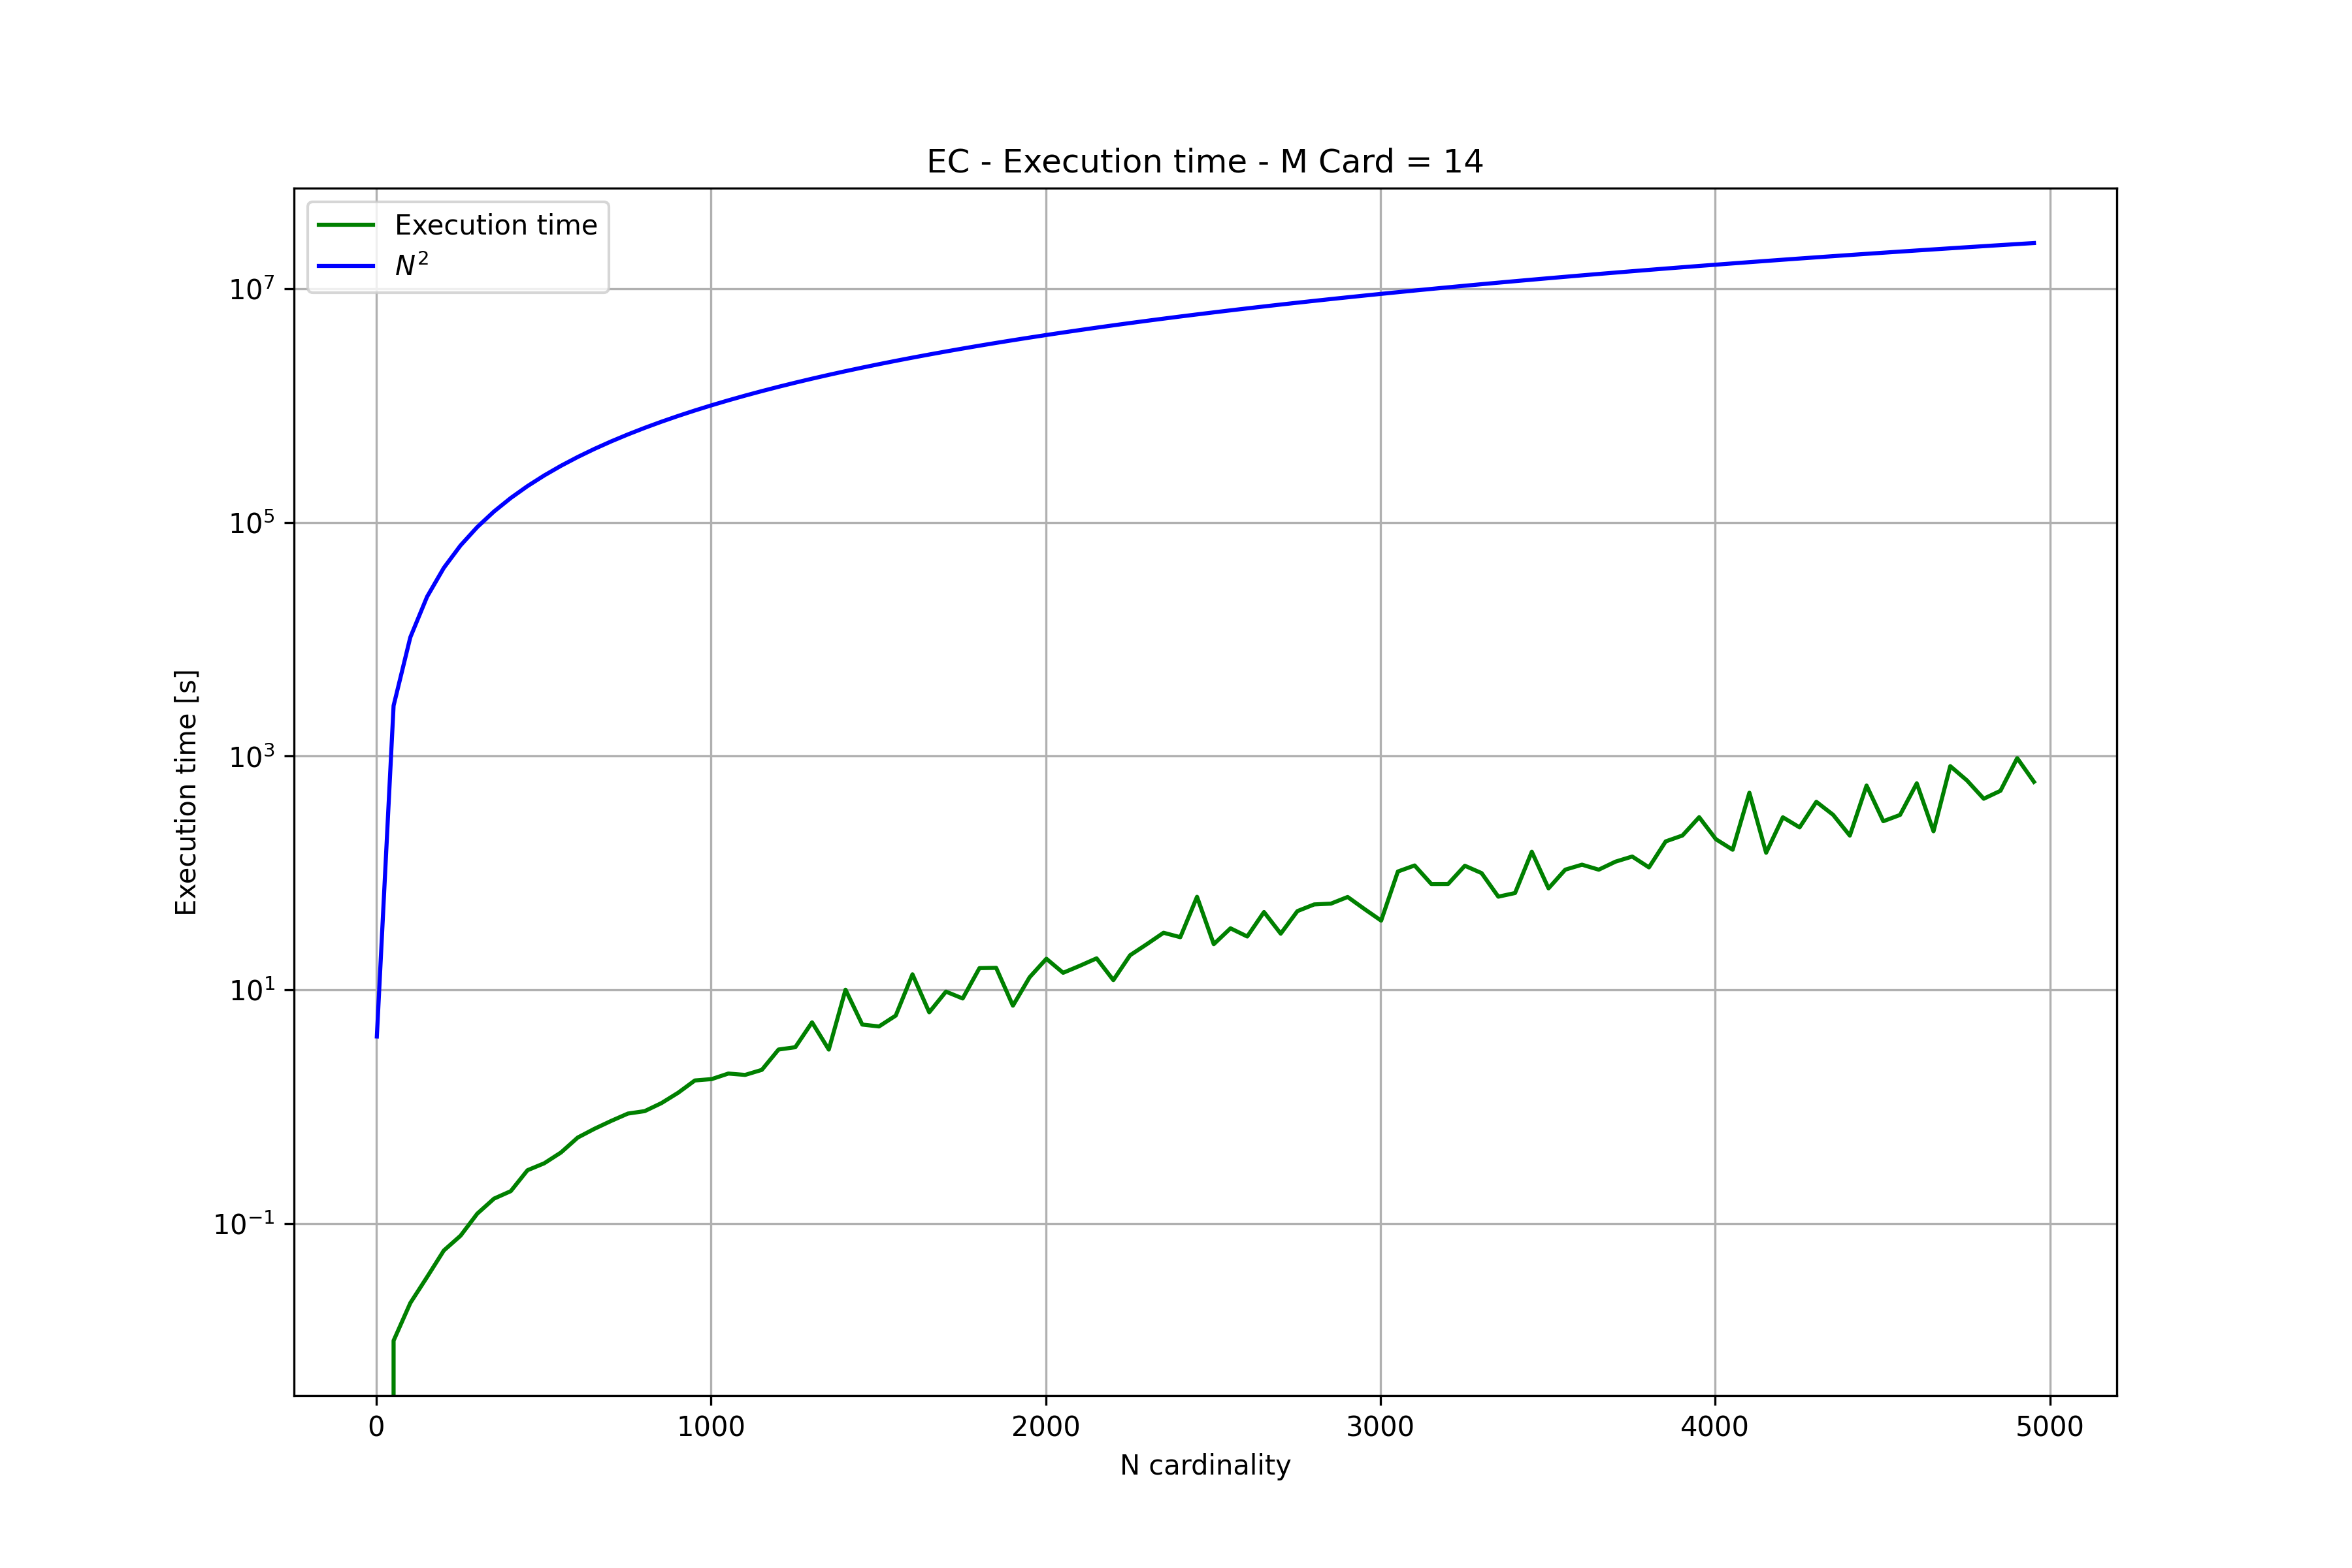 EC - Execution time - M Card = 14
Execution time
N²
10⁷
10⁵
10³
10¹
10⁻¹
Execution time [s]
0 1000 2000 3000 4000 5000
N cardinality